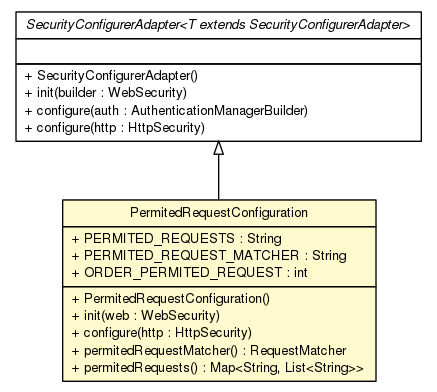 SecurityConfigurerAdapter<T extends SecurityConfigurerAdapter>
+ SecurityConfigurerAdapter()
+ init(builder : WebSecurity)
+ configure(auth : AuthenticationManagerBuilder)
+ configure(http : HttpSecurity)
PermitedRequestConfiguration
+ PERMITED_REQUESTS : String
+ PERMITED_REQUEST_MATCHER : String
+ ORDER_PERMITED_REQUEST : int
+ PermitedRequestConfiguration()
+ init(web : WebSecurity)
+ configure(http : HttpSecurity)
+ permitedRequestMatcher() : RequestMatcher
+ permitedRequests() : Map<String, List<String>>